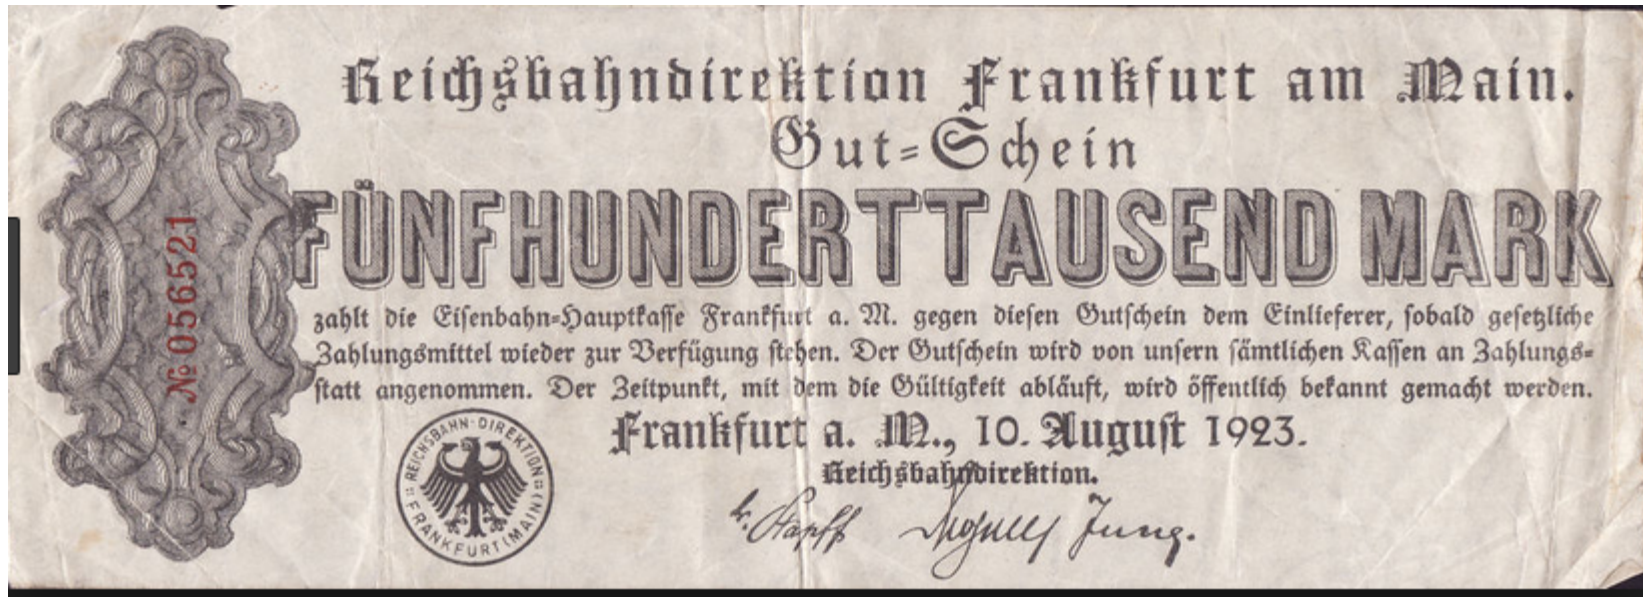 Reichsbahndirektion Frankfurt am Main.
Gut=Schein
FÜNFHUNDERTTAUSEND MARK
zahlt die Eisenbahn=Hauptkasse Frankfurt a. M. gegen diesen Gutschein dem Einlieferer, sobald gesetzliche
Zahlungsmittel wieder zur Verfügung stehen. Der Gutschein wird von unsern sämtlichen Kassen an Zahlungs=
statt angenommen. Der Zeitpunkt, mit dem die Gültigkeit abläuft, wird öffentlich bekannt gemacht werden.
Frankfurt a. M., 10. August 1923.
Reichsbahndirektion.
Jung.
№ 056521
REICHSBAHN-DIREKTION
FRANKFURT (MAIN)